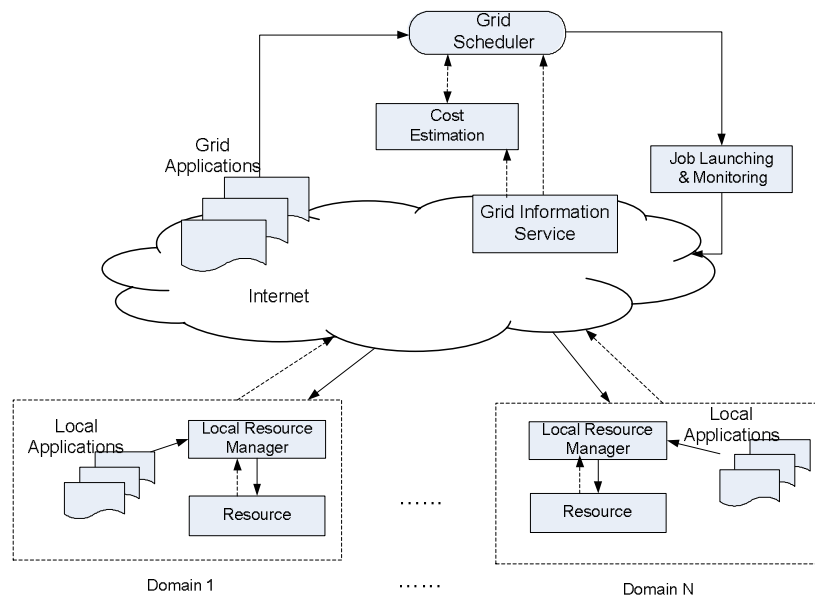 Grid
Scheduler
Cost
Estimation
Grid
Applications
Job Launching
& Monitoring
Grid Information
Service
Internet
Local
Applications
Local Resource
Manager
Resource
......
Local Resource
Manager
Local
Applications
Resource
Domain 1
......
Domain N